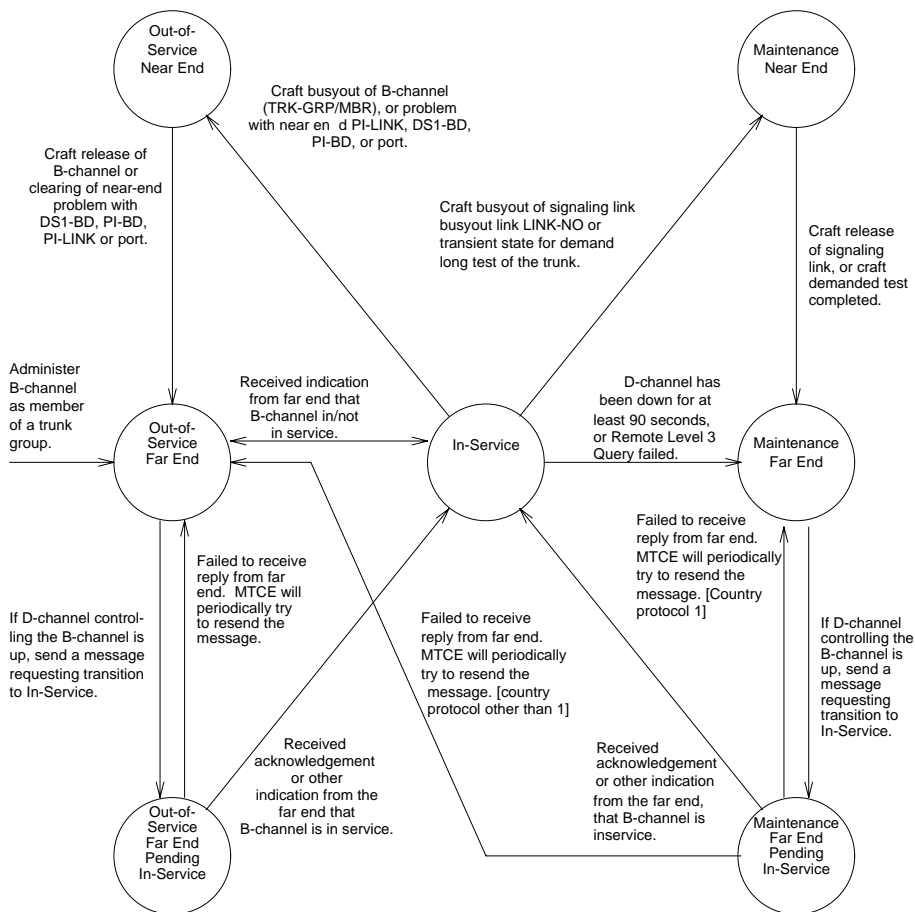 Out-of-
Service
Near End
Maintenance
Near End
Craft busyout of B-channel
(TRK-GRP/MBR), or problem
with near en d PI-LINK, DS1-BD,
PI-BD, or port.
Craft release of
B-channel or
clearing of near-end
problem with
DS1-BD, PI-BD,
PI-LINK or port.
Craft busyout of signaling link
busyout link LINK-NO or
transient state for demand
long test of the trunk.
Craft release
of signaling
link, or craft
demanded test
completed.
Administer
B-channel
as member
of a trunk
group.
Out-of-
Service
Far End
Received indication
from far end that
B-channel in/not
in service.
In-Service
D-channel has
been down for at
least 90 seconds,
or Remote Level 3
Query failed.
Maintenance
Far End
If D-channel control-
ling the B-channel is
up, send a message
requesting transition
to In-Service.
Failed to receive
reply from far
end. MTCE will
periodically try
to resend the
message.
Failed to receive
reply from far end.
MTCE will periodically
try to resend the
message. [country
protocol other than 1]
Failed to receive
reply from far end.
MTCE will periodically
try to resend the
message. [Country
protocol 1]
If D-channel
controlling the
B-channel is
up, send a
message
requesting
transition to
In-Service.
Received
acknowledgement
or other
indication from the
far end that
B-channel is in service.
Received
acknowledgement
or other indication
from the far end,
that B-channel is
inservice.
Out-of-
Service
Far End
Pending
In-Service
Maintenance
Far End
Pending
In-Service